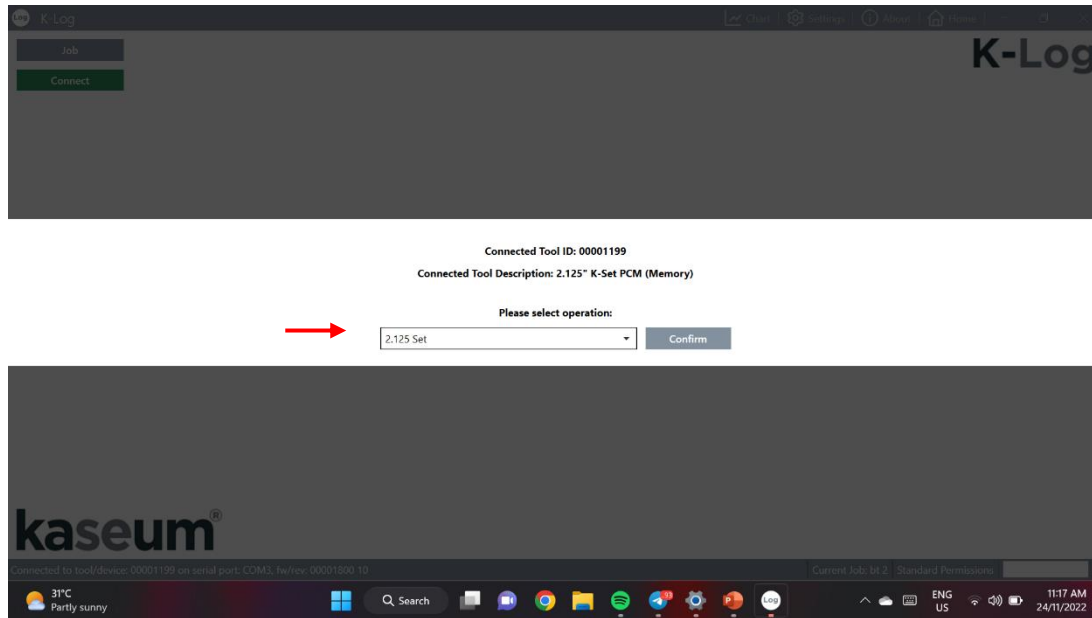 Log K-Log Chart Settings About Home
Job
K-Log
Connect
Connected Tool ID: 00001199
Connected Tool Description: 2.125" K-Set PCM (Memory)
Please select operation:
2.125 Set Confirm
kaseum®
Connected to tool/device: 00001199 on serial port: COM3, fw/rev: 00001800 10 Current Job: bt 2 Standard Permissions
31°C
Partly sunny
Search
93
Log
ENG
US
11:17 AM
24/11/2022